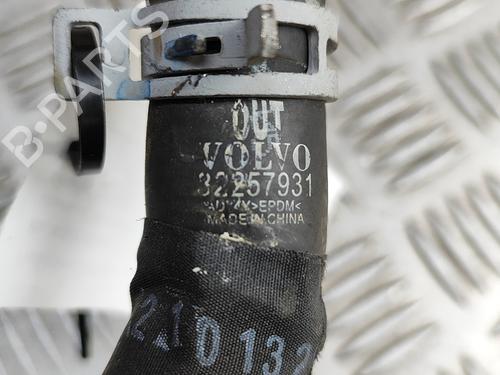 B-PARTS
OUT
VOLVO
32257931
>EPDM<
MADE IN CHINA
210132